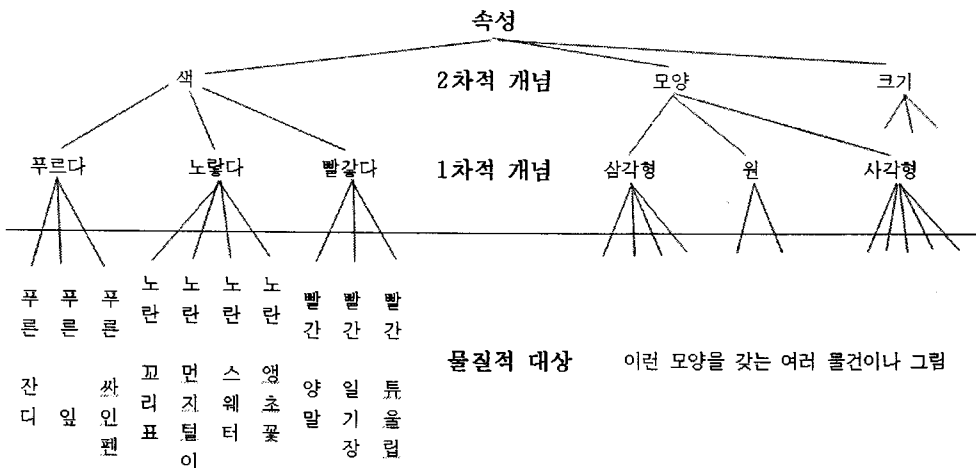 속성
색 2차적 개념 모양 크기
푸르다 노랗다 빨갛다 1차적 개념 삼각형 원 사각형
푸른 잔디
푸른 잎
푸른 싸인펜
노란 꼬리표
노란 먼지털이
노란 스웨터
노란 앵초꽃
빨간 양말
빨간 일기장
빨간 튜울립
물질적 대상 이런 모양을 갖는 여러 물건이나 그림